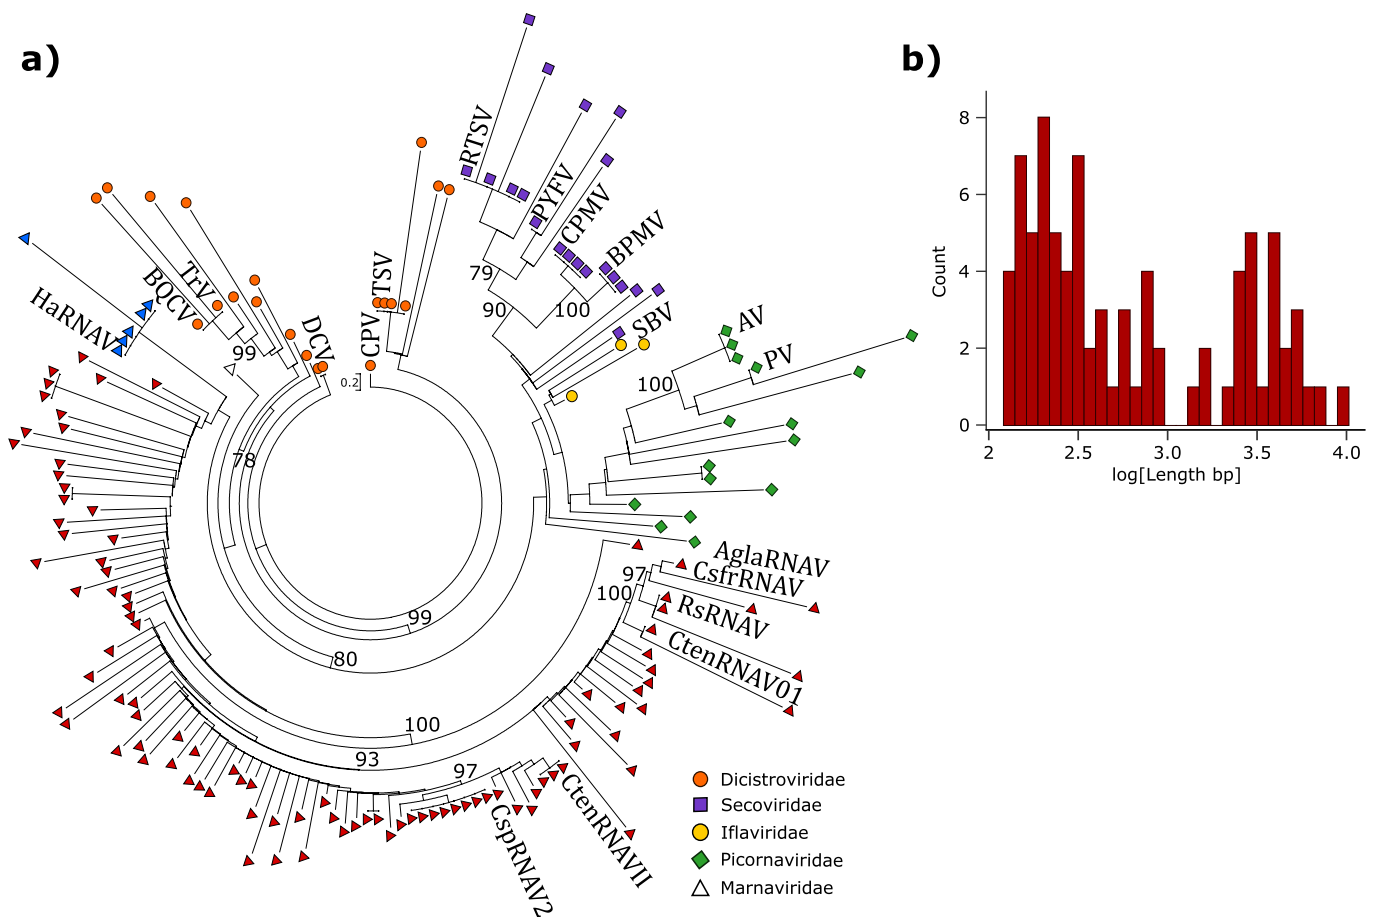 a)
b)
RTSV
PYFV
CPMV
BPMV
79
90
100
SBV
TSV
CPV
DCV
TrV
BQCV
HaRNAV
99
0.2
78
AV
PV
100
AglaRNAV
CsfrRNAV
RsRNAV
CtenRNAV01
97
100
99
80
100
93
97
CspRNAV2
CtenRNAVII
Dicistroviridae
Secoviridae
Iflaviridae
Picornaviridae
Marnaviridae
Count
8
6
4
2
0
2
2.5
3.0
3.5
4.0
log[Length bp]